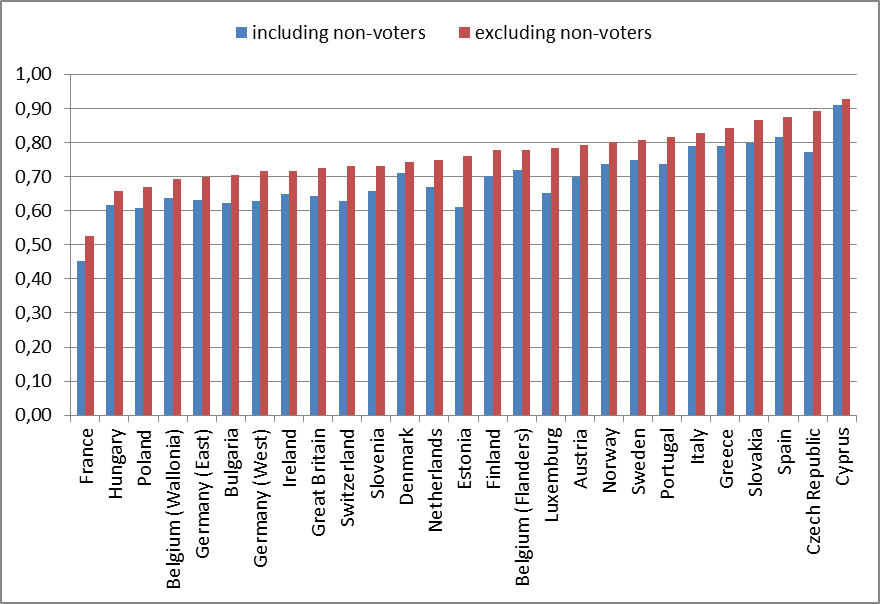 including non-voters excluding non-voters
1,00
0,90
0,80
0,70
0,60
0,50
0,40
0,30
0,20
0,10
0,00
France
Hungary
Poland
Belgium (Wallonia)
Germany (East)
Bulgaria
Germany (West)
Ireland
Great Britain
Switzerland
Slovenia
Denmark
Netherlands
Estonia
Finland
Belgium (Flanders)
Luxemburg
Austria
Norway
Sweden
Portugal
Italy
Greece
Slovakia
Spain
Czech Republic
Cyprus